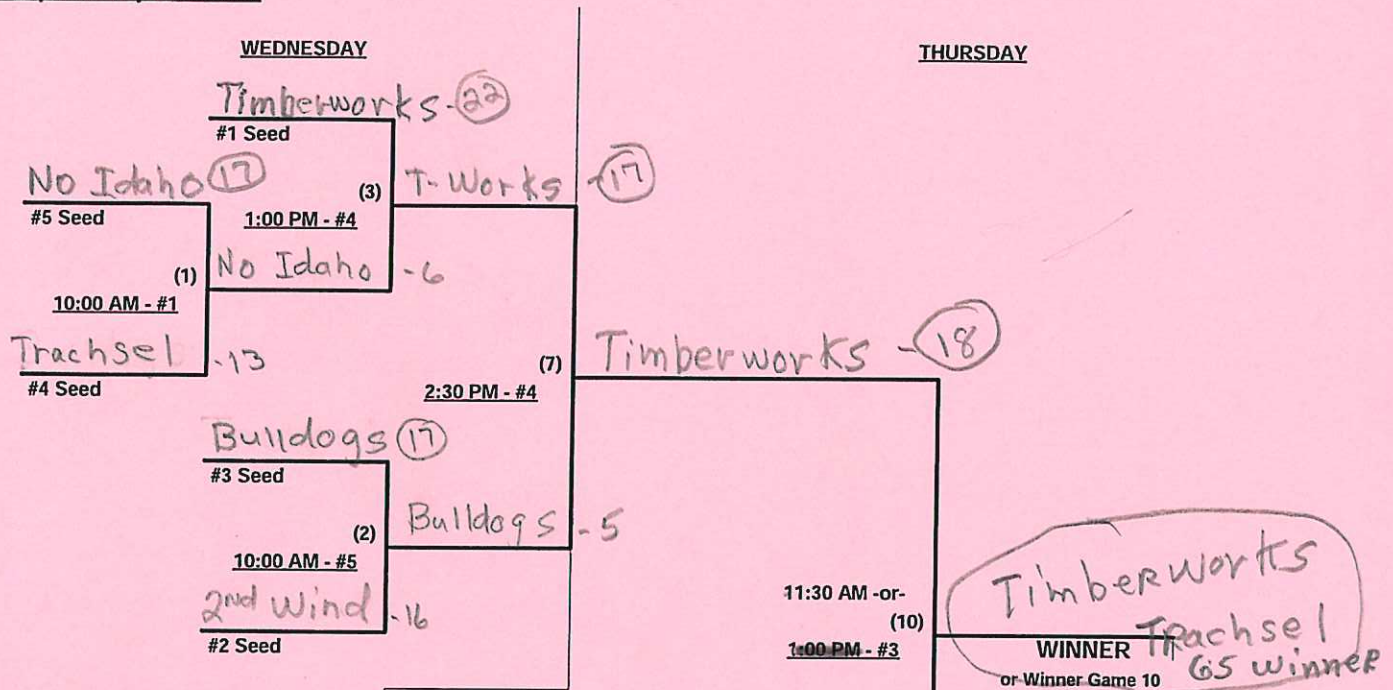 WEDNESDAY
THURSDAY
Timberworks - 22
#1 Seed
No Idaho 17
#5 Seed
(3)
1:00 PM - #4
T-Works - 17
(1)
10:00 AM - #1
No Idaho - 6
Trachsel - 13
#4 Seed
(7)
2:30 PM - #4
Timberworks - 18
Bulldogs 17
#3 Seed
(2)
10:00 AM - #5
Bulldogs - 5
2nd Wind - 16
#2 Seed
11:30 AM -or-
(10)
1:00 PM - #3
Timberworks
Trachsel
WINNER
65 Winner
or Winner Game 10